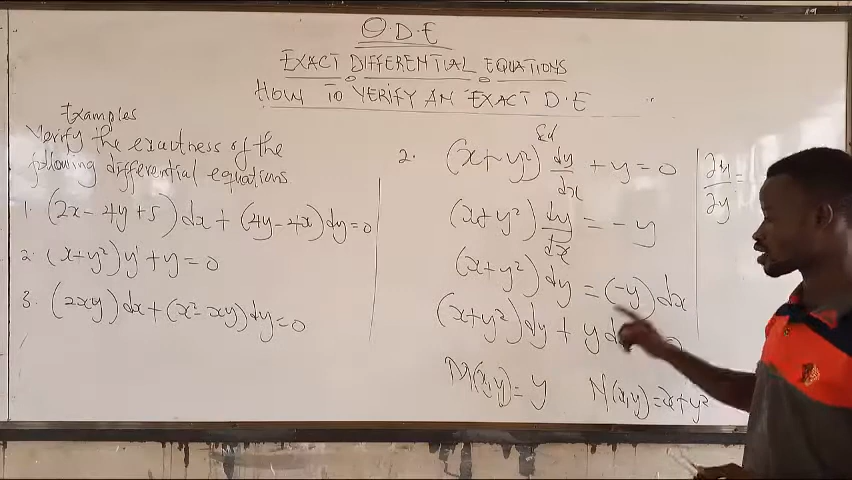 O.D.E
EXACT DIFFERENTIAL EQUATIONS
HOW TO VERIFY AN EXACT D.E
Examples
Verify the exactness of the
following differential equations
1. (2x - 4y + 5)dx + (4y - 4x)dy = 0
2. (x + y²)y' + y = 0
3. (2xy)dx + (x² - xy)dy = 0
2. (x + y²) dy/dx + y = 0
(x + y²) dy/dx = -y
(x + y²) dy = (-y) dx
(x + y²) dy + y d
M(x,y) = y N(x,y) = x + y²
∂M/∂y =